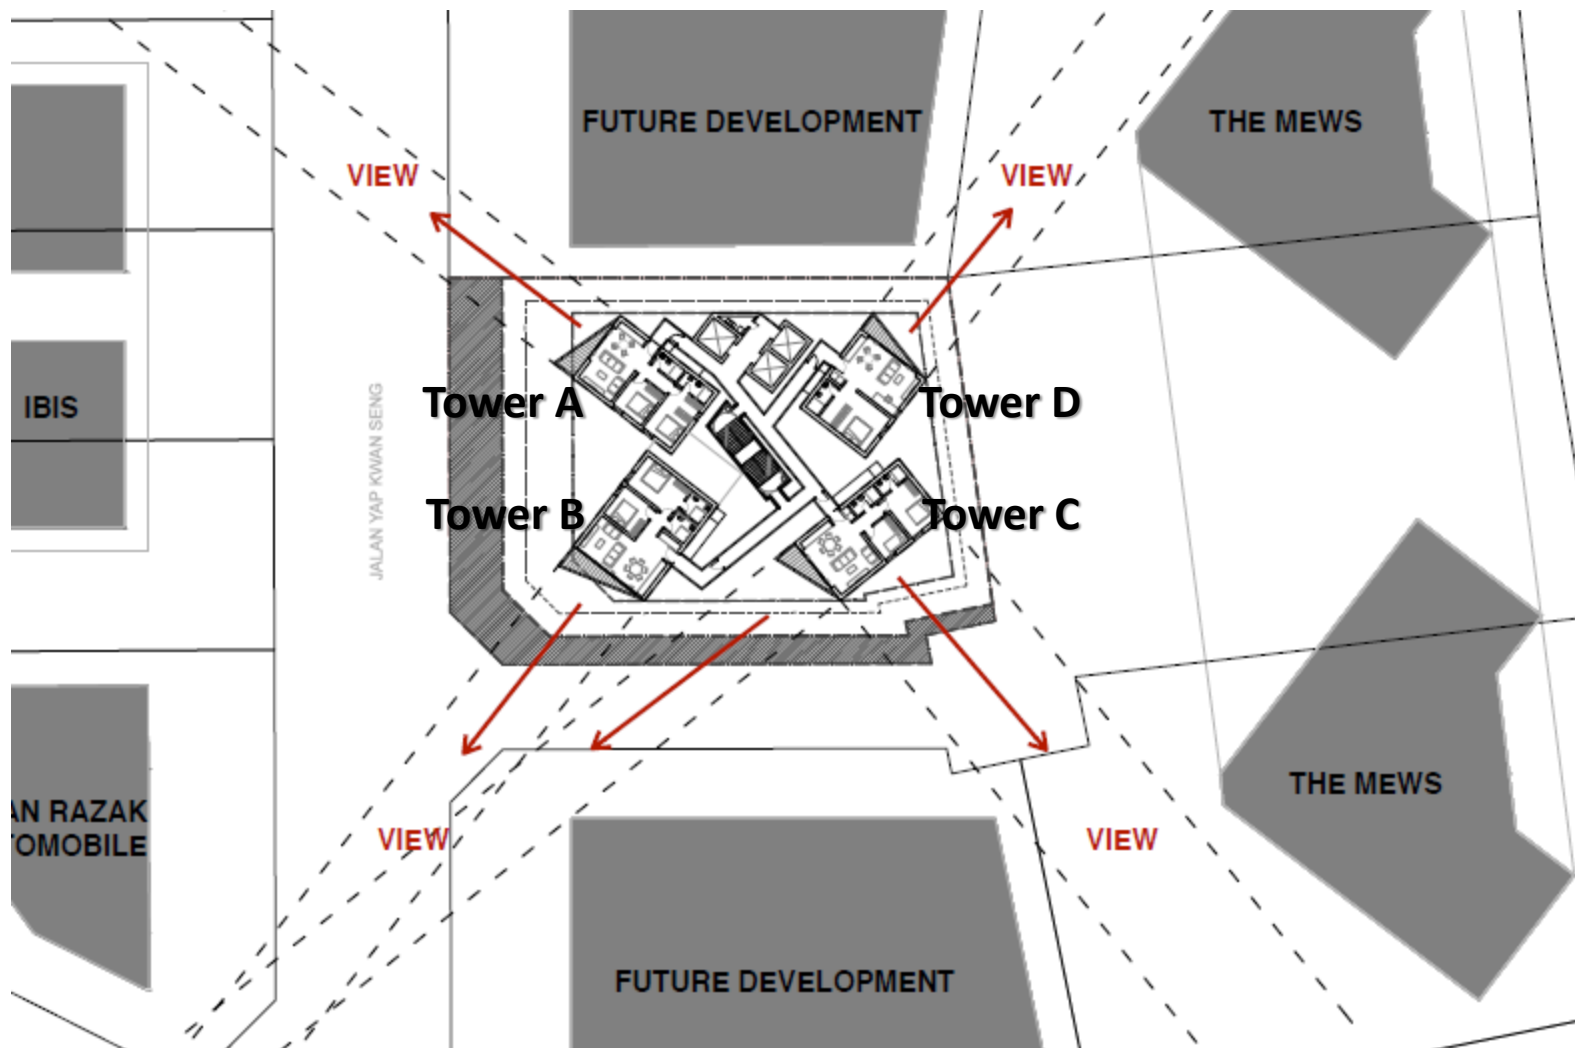 FUTURE DEVELOPMENT
THE MEWS
VIEW
VIEW
Tower A
Tower D
IBIS
JALAN YAP KWAN SENG
Tower B
Tower C
AN RAZAK
TOMOBILE
VIEW
VIEW
THE MEWS
FUTURE DEVELOPMENT